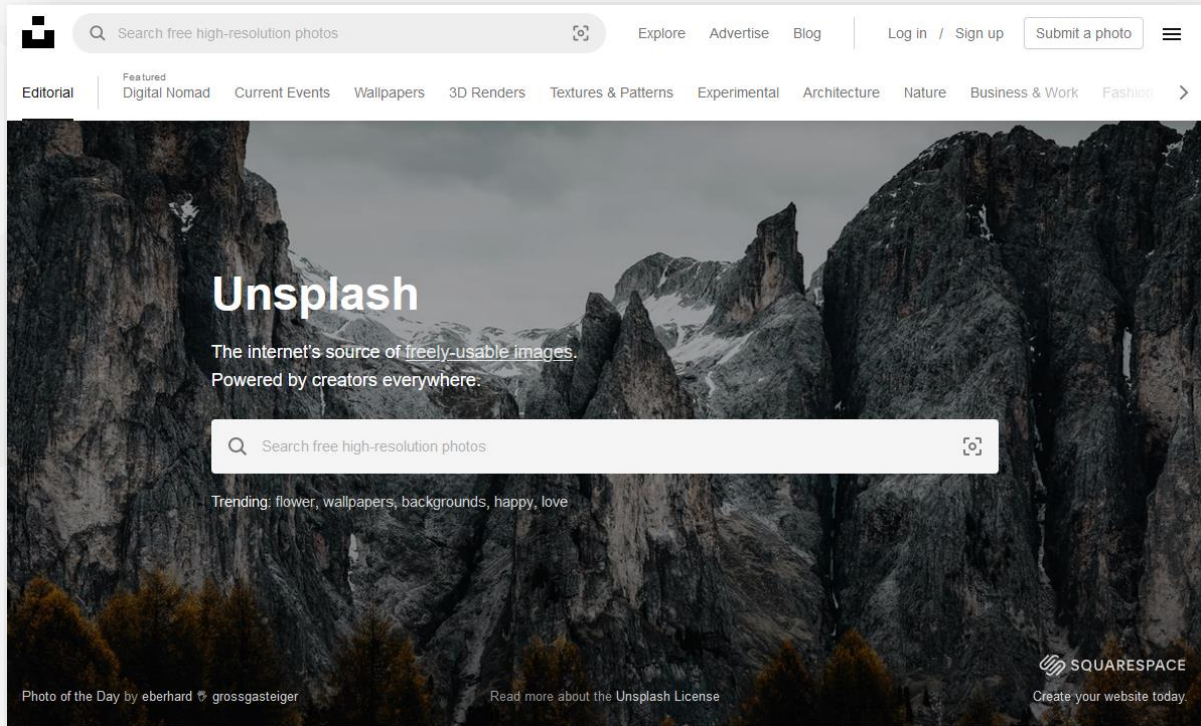 Search free high-resolution photos
Explore Advertise Blog Log in / Sign up Submit a photo
Editorial
Featured
Digital Nomad Current Events Wallpapers 3D Renders Textures & Patterns Experimental Architecture Nature Business & Work Fashion
Unsplash
The internet's source of freely-usable images.
Powered by creators everywhere.
Search free high-resolution photos
Trending: flower, wallpapers, backgrounds, happy, love
SQUARESPACE
Photo of the Day by eberhard 🖐 grossgasteiger
Read more about the Unsplash License
Create your website today.